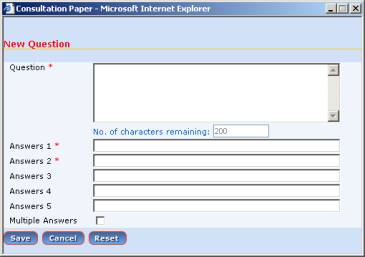 Consultation Paper - Microsoft Internet Explorer
New Question
Question *
No. of characters remaining: 200
Answers 1 *
Answers 2 *
Answers 3
Answers 4
Answers 5
Multiple Answers
Save Cancel Reset